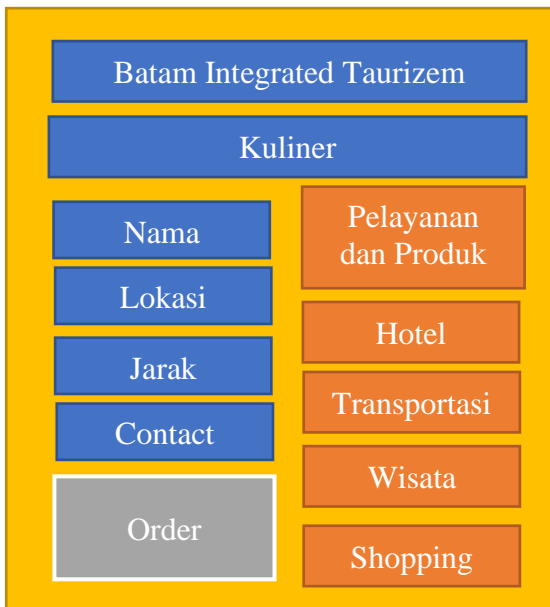 Batam Integrated Taurizem
Kuliner
Nama
Lokasi
Jarak
Contact
Order
Pelayanan
dan Produk
Hotel
Transportasi
Wisata
Shopping